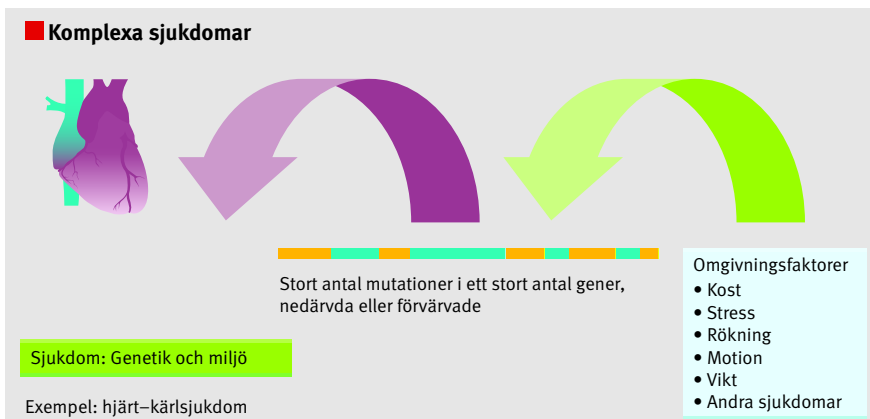 Komplexa sjukdomar
Stort antal mutationer i ett stort antal gener,
nedärvda eller förvärvade
Omgivningsfaktorer
• Kost
• Stress
• Rökning
• Motion
• Vikt
• Andra sjukdomar
Sjukdom: Genetik och miljö
Exempel: hjärt–kärlsjukdom